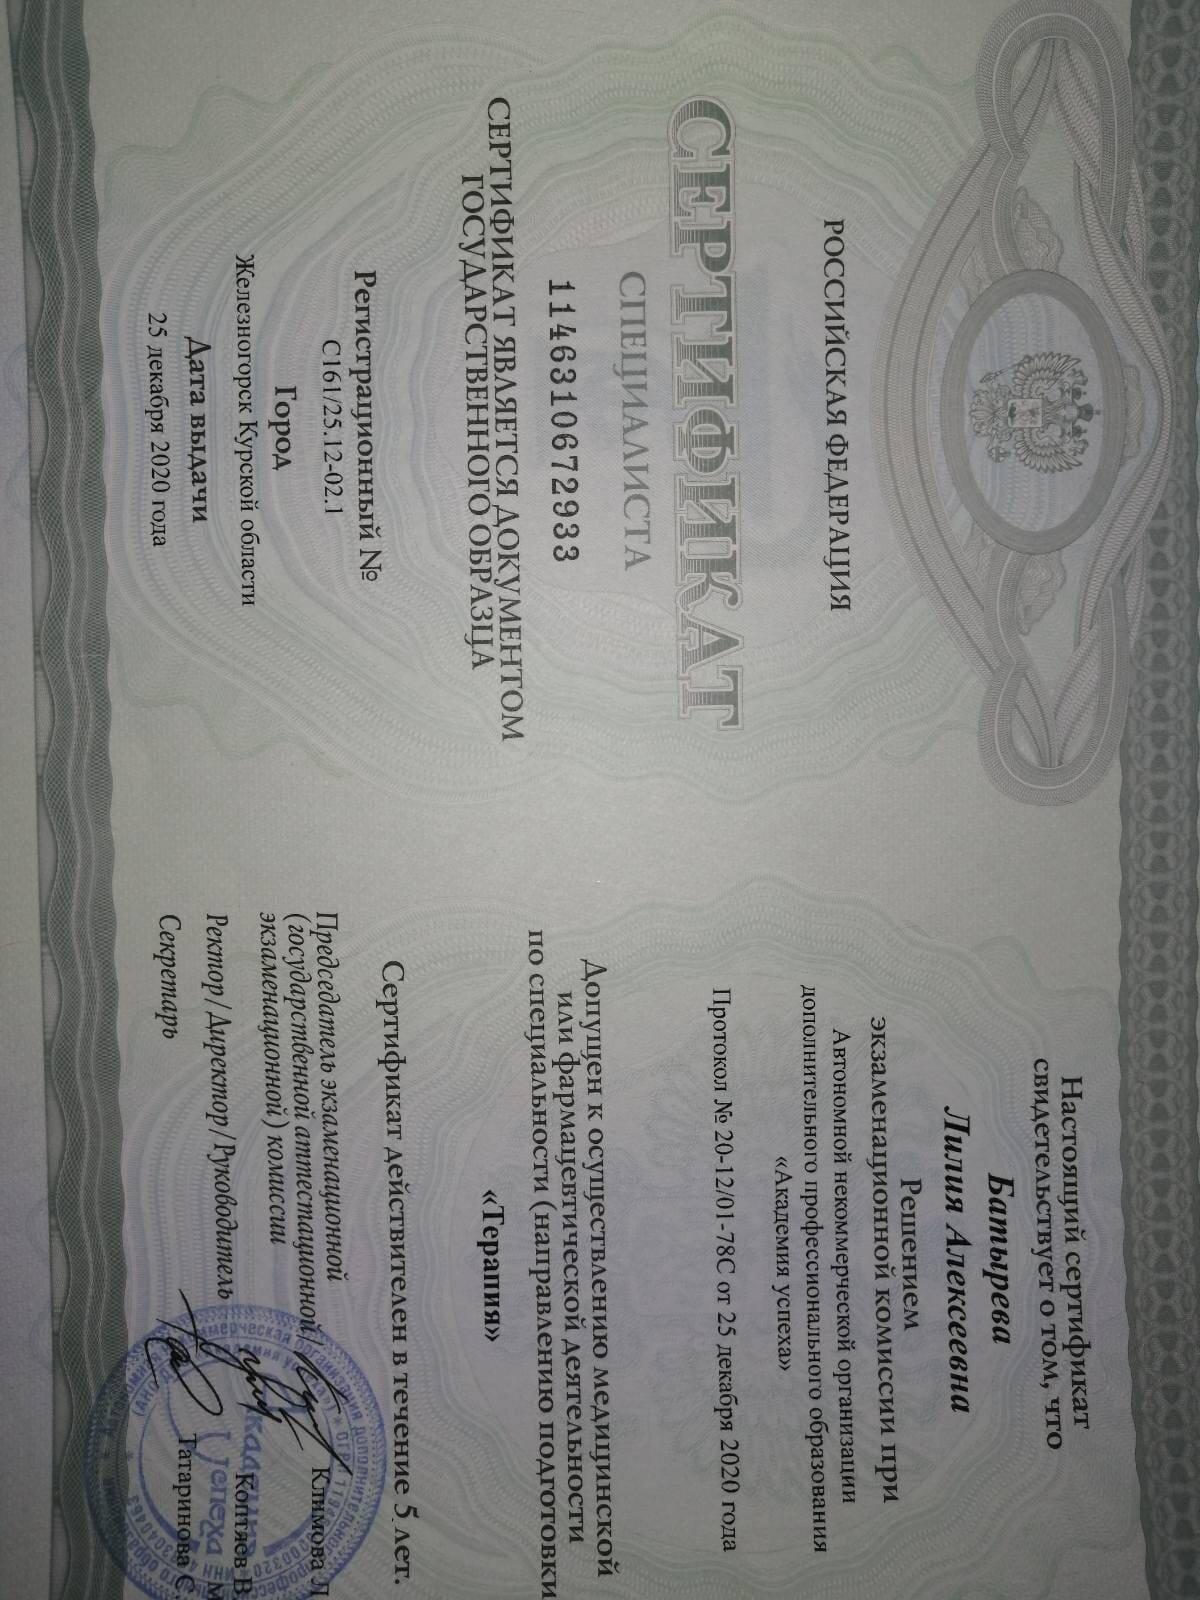 РОССИЙСКАЯ ФЕДЕРАЦИЯ
СЕРТИФИКАТ
СПЕЦИАЛИСТА
1146310672933
СЕРТИФИКАТ ЯВЛЯЕТСЯ ДОКУМЕНТОМ
ГОСУДАРСТВЕННОГО ОБРАЗЦА
Регистрационный №
С161/25.12-02.1
Город
Железногорск Курской области
Дата выдачи
25 декабря 2020 года
Настоящий сертификат
свидетельствует о том, что
Батырева
Лилия Алексеевна
Решением
экзаменационной комиссии при
Автономной некоммерческой организации
дополнительного профессионального образования
«Академия успеха»
Протокол № 20-12/01-78С от 25 декабря 2020 года
Допущен к осуществлению медицинской
или фармацевтической деятельности
по специальности (направлению подготовки
«Терапия»
Сертификат действителен в течение 5 лет.
Председатель экзаменационной
(государственной аттестационной/
экзаменационной) комиссии
Климова Л
Ректор/Директор/Руководитель
Коптяев В.
Секретарь
Татаринова С